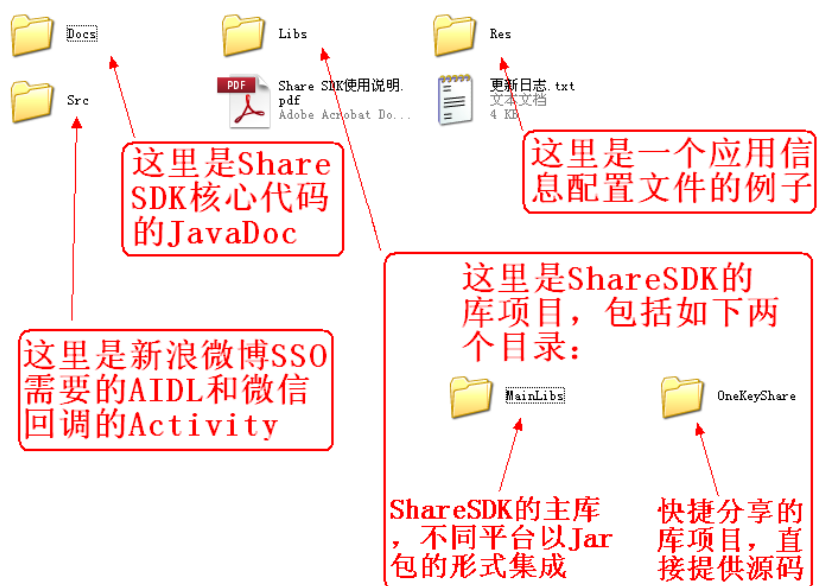 Docs
Libs
Res
Src
Share SDK使用说明.
pdf
Adobe Acrobat Do...
更新日志.txt
文本文档
4 KB
这里是Share
SDK核心代码
的JavaDoc
这里是一个应用信
息配置文件的例子
这里是ShareSDK的
库项目，包括如下两
个目录：
这里是新浪微博SSO
需要的AIDL和微信
回调的Activity
MainLibs
OneKeyShare
ShareSDK的主库
，不同平台以Jar
包的形式集成
快捷分享的
库项目，直
接提供源码
PDF